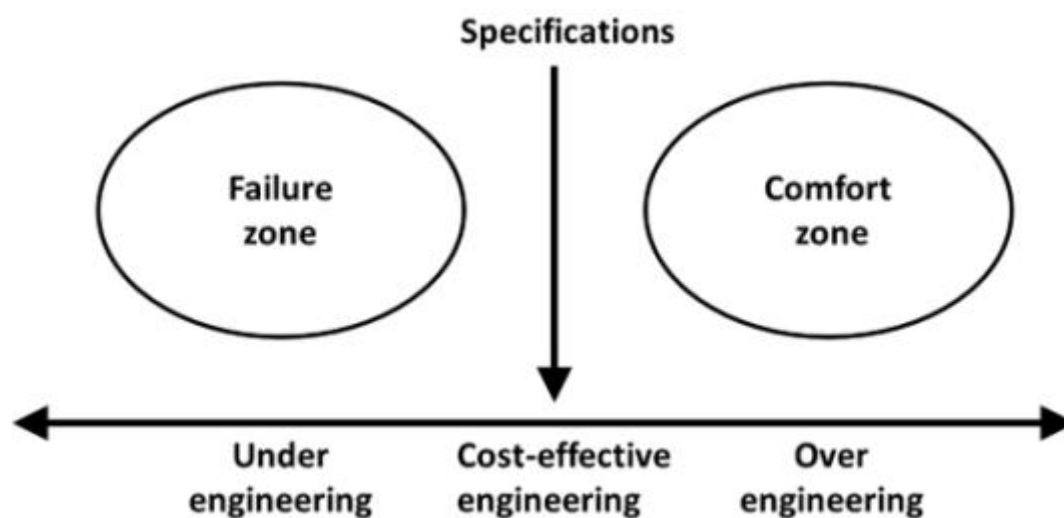 Specifications
Failure
zone
Comfort
zone
Under
engineering
Cost-effective
engineering
Over
engineering